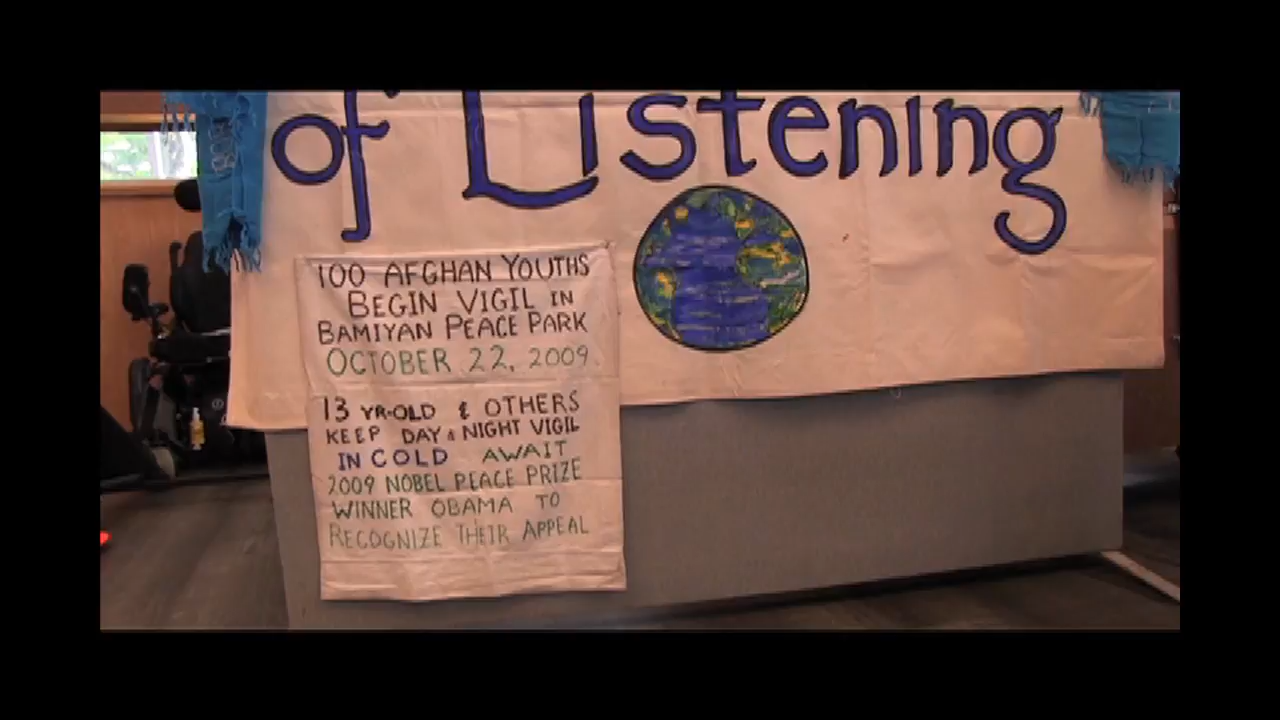 of Listening
100 AFGHAN YOUTHS
BEGIN VIGIL IN
BAMIYAN PEACE PARK
OCTOBER 22, 2009.
13 YR-OLD & OTHERS
KEEP DAY & NIGHT VIGIL
IN COLD AWAIT
2009 NOBEL PEACE PRIZE
WINNER OBAMA TO
RECOGNIZE THEIR APPEAL